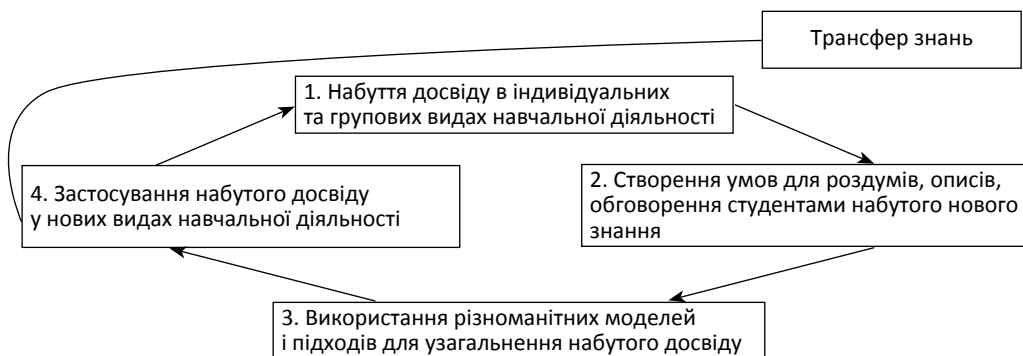 Трансфер знань
1. Набуття досвіду в індивідуальних
та групових видах навчальної діяльності
2. Створення умов для роздумів, описів,
обговорення студентами набутого нового
знання
3. Використання різноманітних моделей
і підходів для узагальнення набутого досвіду
4. Застосування набутого досвіду
у нових видах навчальної діяльності